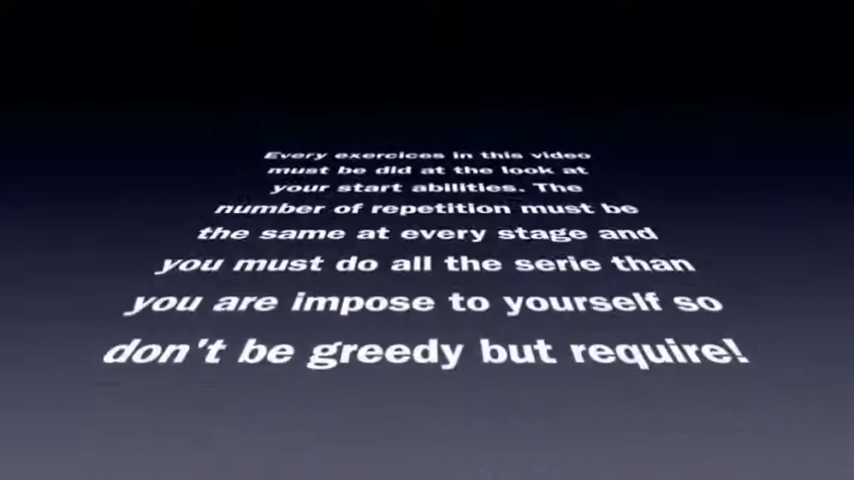 Every exercices in this video
must be did at the look at
your start abilities. The
number of repetition must be
the same at every stage and
you must do all the serie than
you are impose to yourself so
don't be greedy but require!